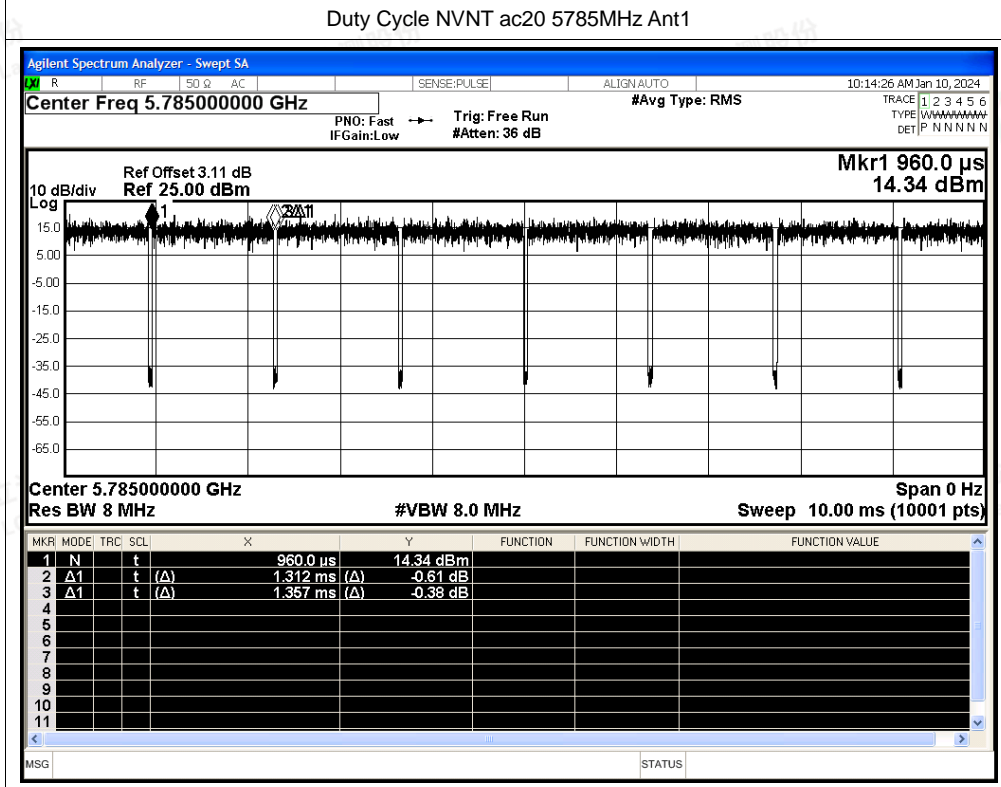 Duty Cycle NVNT ac20 5785MHz Ant1
Agilent Spectrum Analyzer - Swept SA
LXI R RF 50 Ω AC SENSE:PULSE ALIGN AUTO 10:14:26 AM Jan 10, 2024
Center Freq 5.785000000 GHz #Avg Type: RMS TRACE 1 2 3 4 5 6
PNO: Fast Trig: Free Run TYPE
IFGain:Low #Atten: 36 dB DET P N N N N N
Mkr1 960.0 µs
Ref Offset 3.11 dB
10 dB/div Ref 25.00 dBm 14.34 dBm
Log
15.0
5.00
-5.00
-15.0
-25.0
-35.0
-45.0
-55.0
-65.0
Center 5.785000000 GHz Span 0 Hz
Res BW 8 MHz #VBW 8.0 MHz Sweep 10.00 ms (10001 pts)
MKR MODE TRC SCL X Y FUNCTION FUNCTION WIDTH FUNCTION VALUE
1 N t 960.0 µs 14.34 dBm
2 Δ1 t (Δ) 1.312 ms (Δ) -0.61 dB
3 Δ1 t (Δ) 1.357 ms (Δ) -0.38 dB
4
5
6
7
8
9
10
11
MSG STATUS